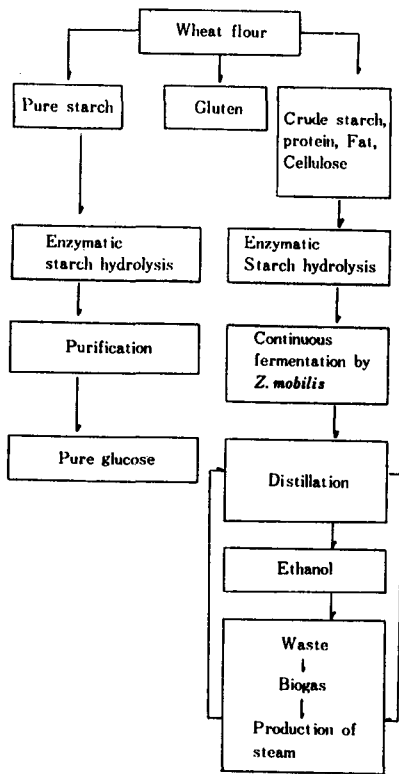 Wheat flour
Pure starch
Gluten
Crude starch,
protein, Fat,
Cellulose
Enzymatic
starch hydrolysis
Enzymatic
Starch hydrolysis
Purification
Continuous
fermentation by
Z. mobilis
Pure glucose
Distillation
Ethanol
Waste
Biogas
Production of
steam